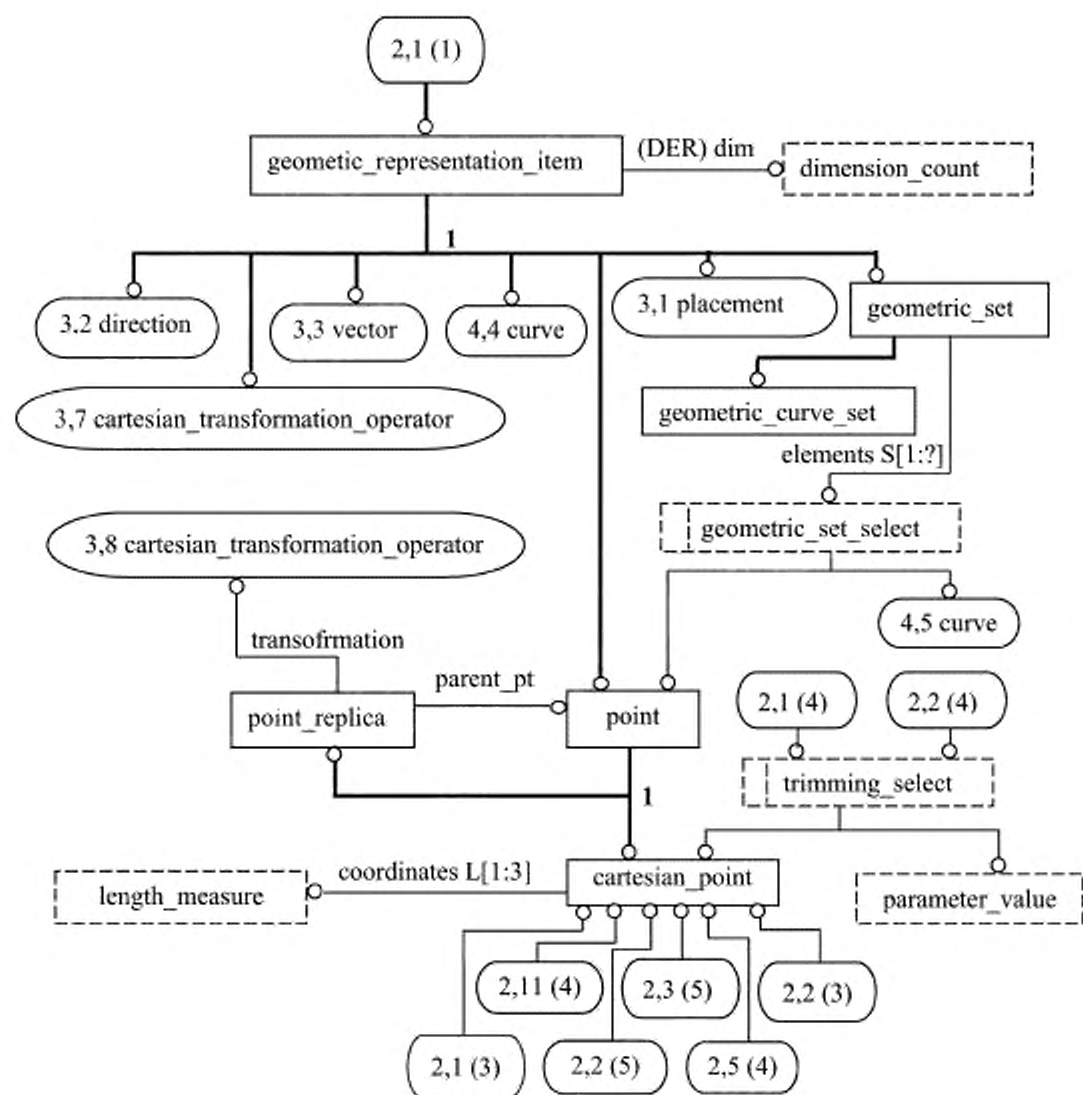 2,1 (1)
geometic_representation_item
(DER) dim
dimension_count
1
3,2 direction
3,3 vector
4,4 curve
3,1 placement
geometric_set
3,7 cartesian_transformation_operator
geometric_curve_set
elements S[1:?]
3,8 cartesian_transformation_operator
geometric_set_select
4,5 curve
transofrmation
parent_pt
point_replica
point
2,1 (4)
2,2 (4)
trimming_select
1
length_measure
coordinates L[1:3]
cartesian_point
parameter_value
2,11 (4)
2,3 (5)
2,2 (3)
2,1 (3)
2,2 (5)
2,5 (4)